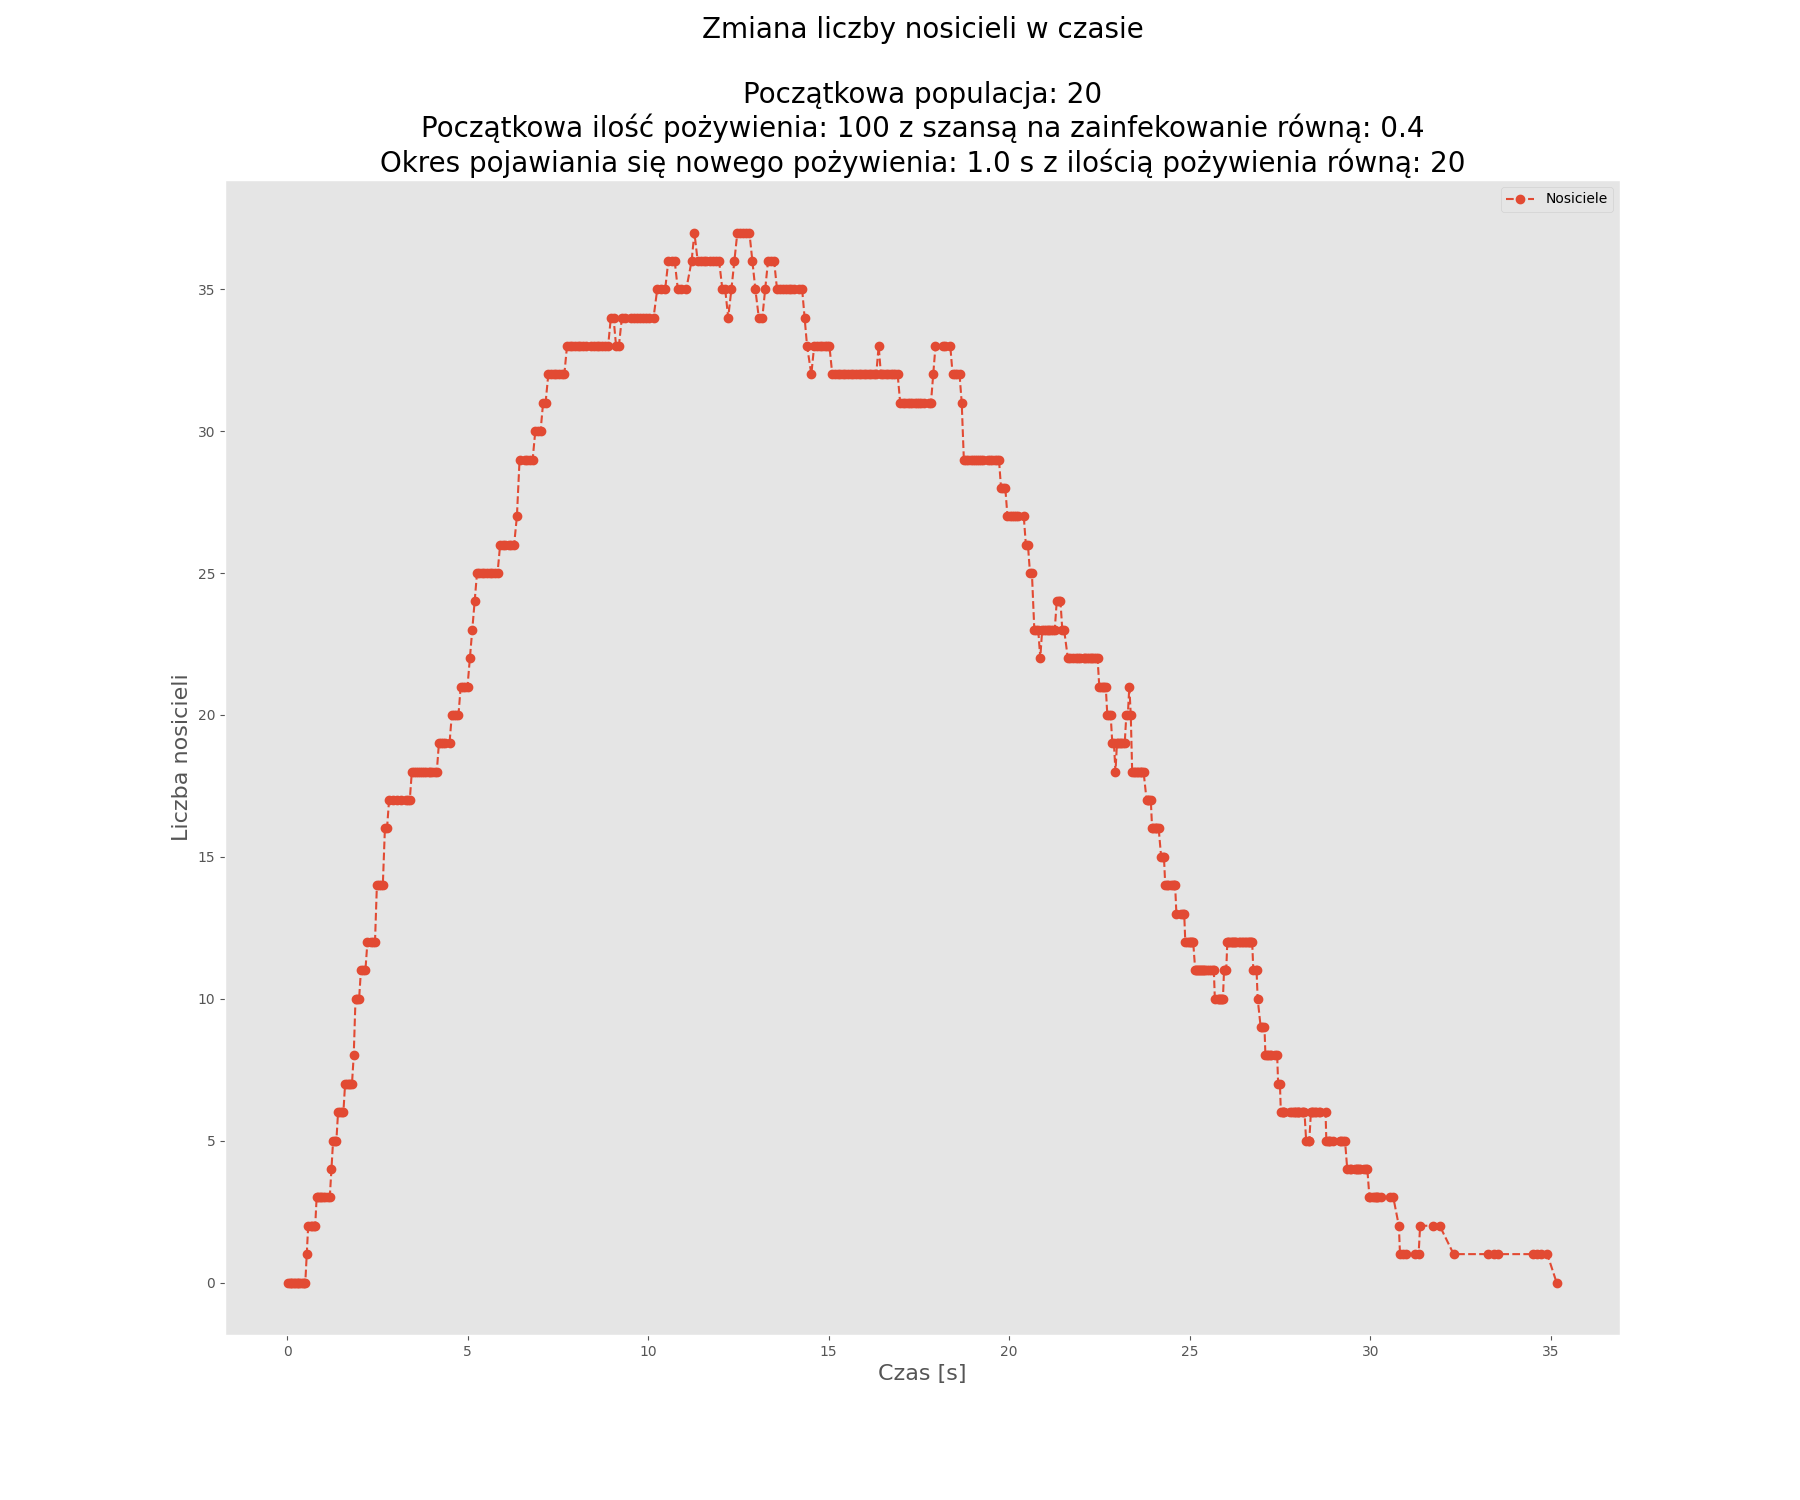 Zmiana liczby nosicieli w czasie
Początkowa populacja: 20
Początkowa ilość pożywienia: 100 z szansą na zainfekowanie równą: 0.4
Okres pojawiania się nowego pożywienia: 1.0 s z ilością pożywienia równą: 20
Nosiciele
35
30
25
20
15
10
5
0
Liczba nosicieli
0 5 10 15 20 25 30 35
Czas [s]